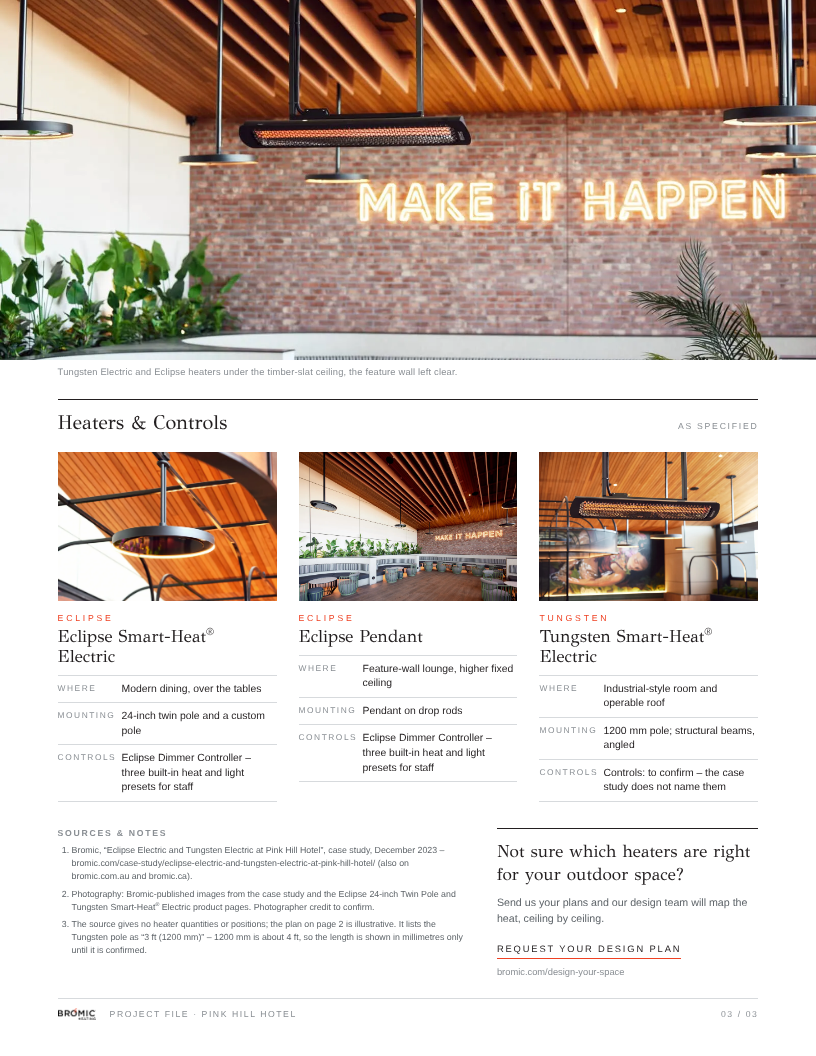 MAKE iT HAPPEN
Tungsten Electric and Eclipse heaters under the timber-slat ceiling, the feature wall left clear.
Heaters & Controls
AS SPECIFIED
MAKE iT HAPPEN
ECLIPSE
Eclipse Smart-Heat®
Electric
WHERE Modern dining, over the tables
MOUNTING 24-inch twin pole and a custom
pole
CONTROLS Eclipse Dimmer Controller –
three built-in heat and light
presets for staff
ECLIPSE
Eclipse Pendant
WHERE Feature-wall lounge, higher fixed
ceiling
MOUNTING Pendant on drop rods
CONTROLS Eclipse Dimmer Controller –
three built-in heat and light
presets for staff
TUNGSTEN
Tungsten Smart-Heat®
Electric
WHERE Industrial-style room and
operable roof
MOUNTING 1200 mm pole; structural beams,
angled
CONTROLS Controls: to confirm – the case
study does not name them
SOURCES & NOTES
1. Bromic, “Eclipse Electric and Tungsten Electric at Pink Hill Hotel”, case study, December 2023 –
bromic.com/case-study/eclipse-electric-and-tungsten-electric-at-pink-hill-hotel/ (also on
bromic.com.au and bromic.ca).
2. Photography: Bromic-published images from the case study and the Eclipse 24-inch Twin Pole and
Tungsten Smart-Heat® Electric product pages. Photographer credit to confirm.
3. The source gives no heater quantities or positions; the plan on page 2 is illustrative. It lists the
Tungsten pole as “3 ft (1200 mm)” – 1200 mm is about 4 ft, so the length is shown in millimetres only
until it is confirmed.
Not sure which heaters are right
for your outdoor space?
Send us your plans and our design team will map the
heat, ceiling by ceiling.
REQUEST YOUR DESIGN PLAN
bromic.com/design-your-space
BROMIC
HEATING
PROJECT FILE · PINK HILL HOTEL
03 / 03